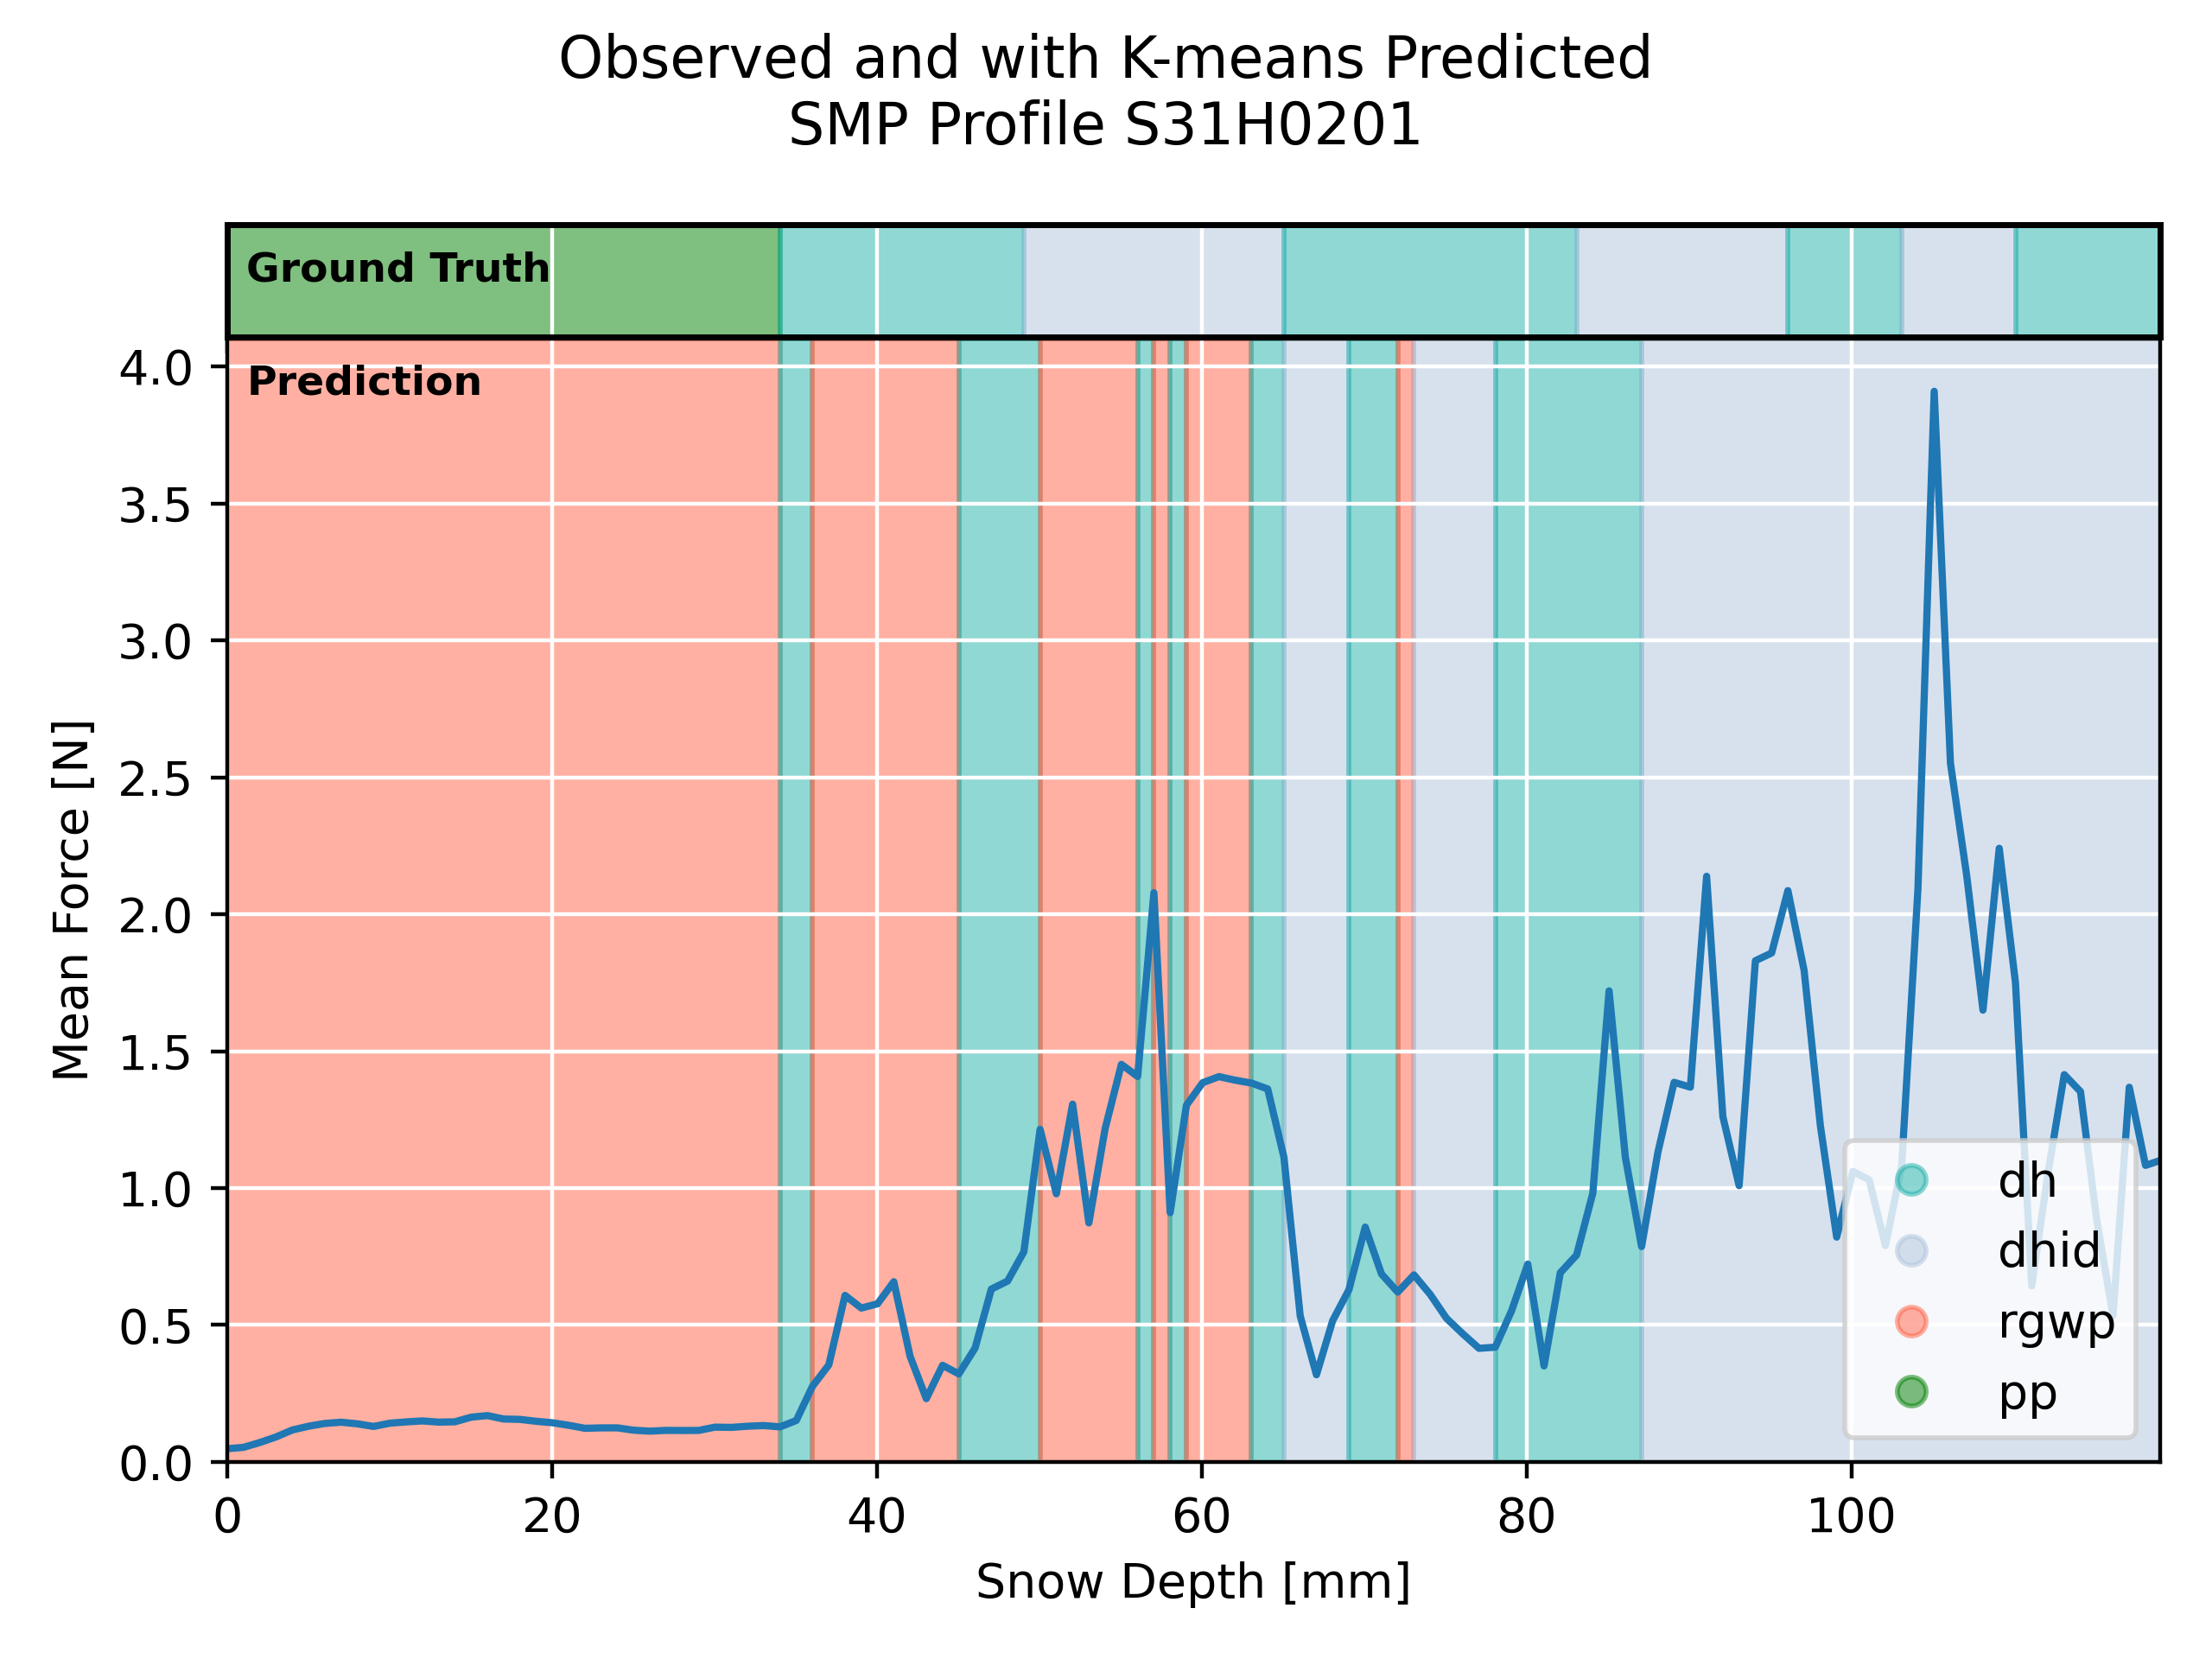 Observed and with K-means Predicted
SMP Profile S31H0201
Ground Truth
Prediction
4.0
3.5
3.0
2.5
2.0
1.5
1.0
0.5
0.0
Mean Force [N]
dh
dhid
rgwp
pp
0 20 40 60 80 100
Snow Depth [mm]